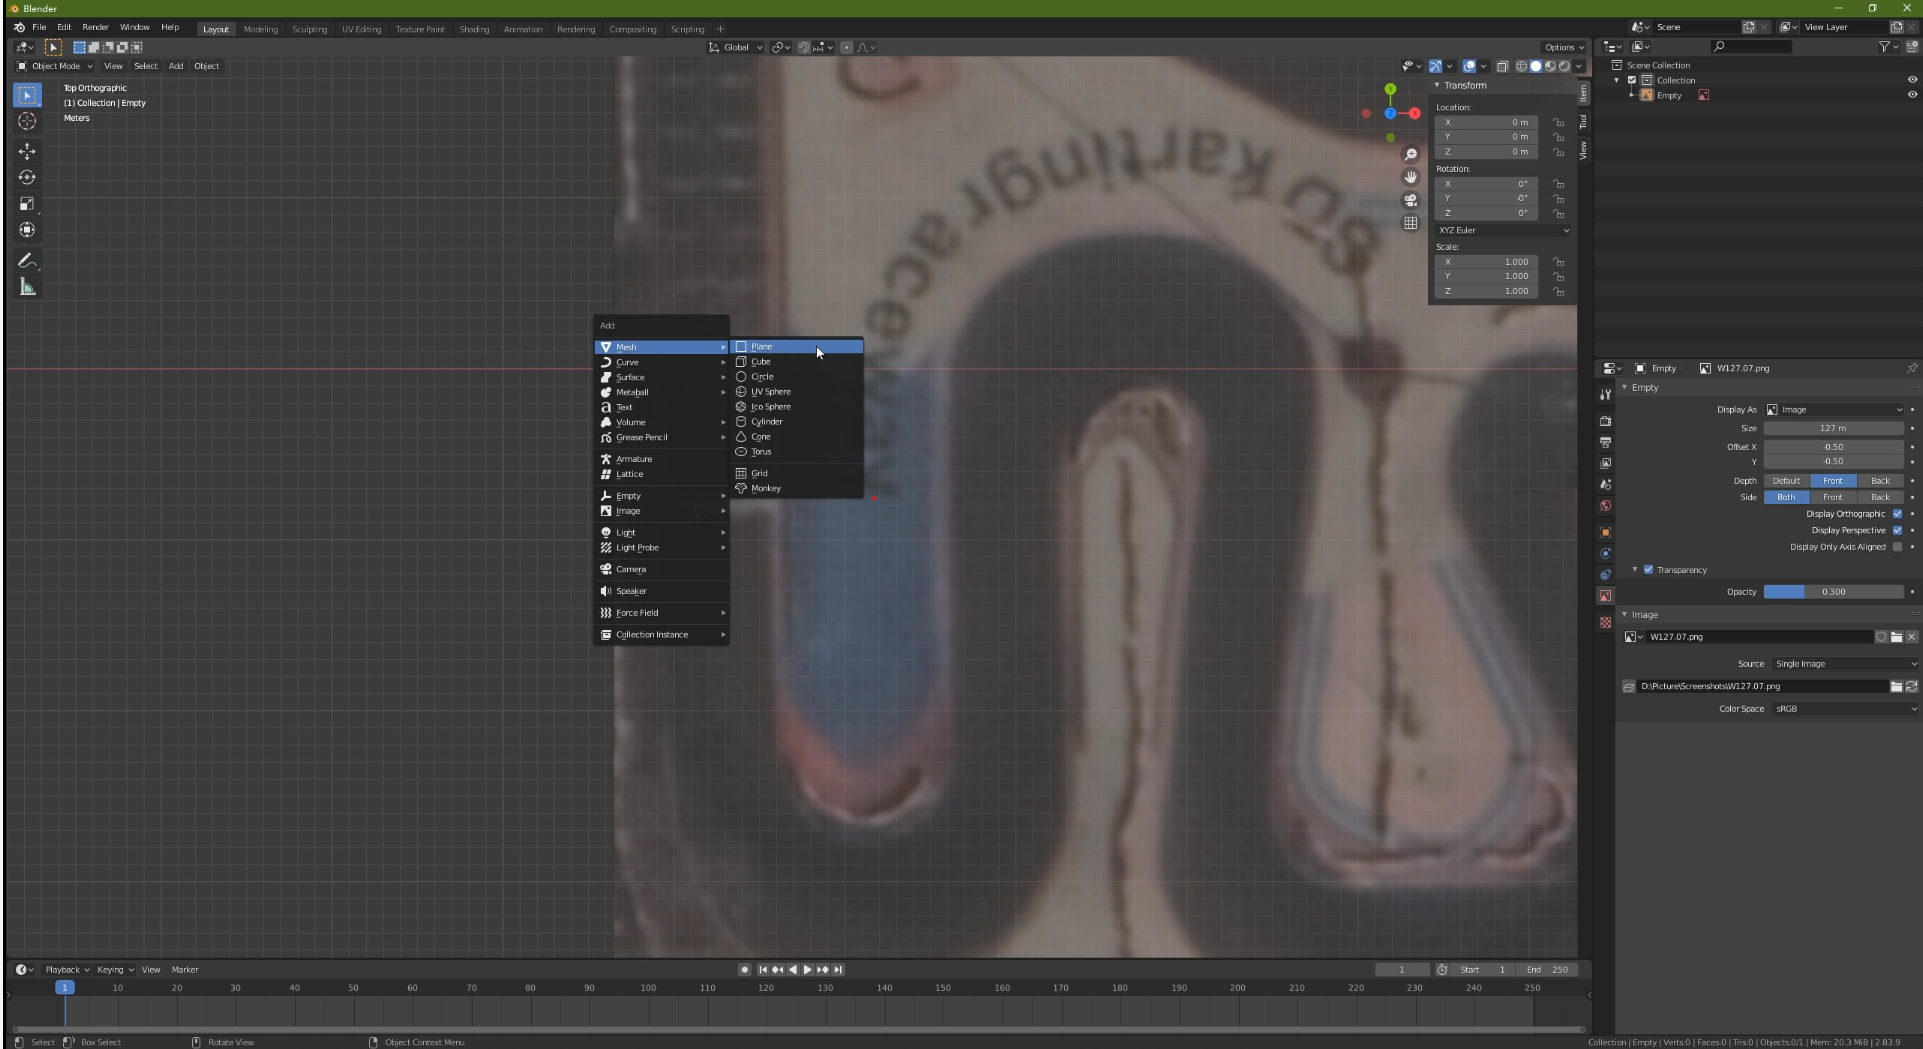 Blender
File Edit Render Window Help Layout Modeling Sculpting UV Editing Texture Paint Shading Animation Rendering Compositing Scripting + Scene View Layer
Global Options
Object Mode View Select Add Object
Top Orthographic
(1) Collection | Empty
Meters
Transform
Location:
X 0 m
Y 0 m
Z 0 m
Rotation:
X 0°
Y -0°
Z 0°
XYZ Euler
Scale:
X 1.000
Y 1.000
Z 1.000
Item
Tool
View
Y
Z
X
Scene Collection
Collection
Empty
Add
Mesh
Curve
Surface
Metaball
Text
Volume
Grease Pencil
Armature
Lattice
Empty
Image
Light
Light Probe
Camera
Speaker
Force Field
Collection Instance
Plane
Cube
Circle
UV Sphere
Ico Sphere
Cylinder
Cone
Torus
Grid
Monkey
Empty W127.07.png
Empty
Display As Image
Size 127 m
Offset X -0.50
Y -0.50
Depth Default Front Back
Side Both Front Back
Display Orthographic
Display Perspective
Display Only Axis Aligned
Transparency
Opacity 0.300
Image
W127.07.png
Source Single Image
D:\Picture\Screenshots\W127.07.png
Color Space sRGB
Playback Keying View Marker 1 Start 1 End 250
1 10 20 30 40 50 60 70 80 90 100 110 120 130 140 150 160 170 180 190 200 210 220 230 240 250
Select Box Select Rotate View Object Context Menu Collection | Empty | Verts:0 | Faces:0 | Tris:0 | Objects:0/1 | Mem: 20.3 MiB | 2.83.9